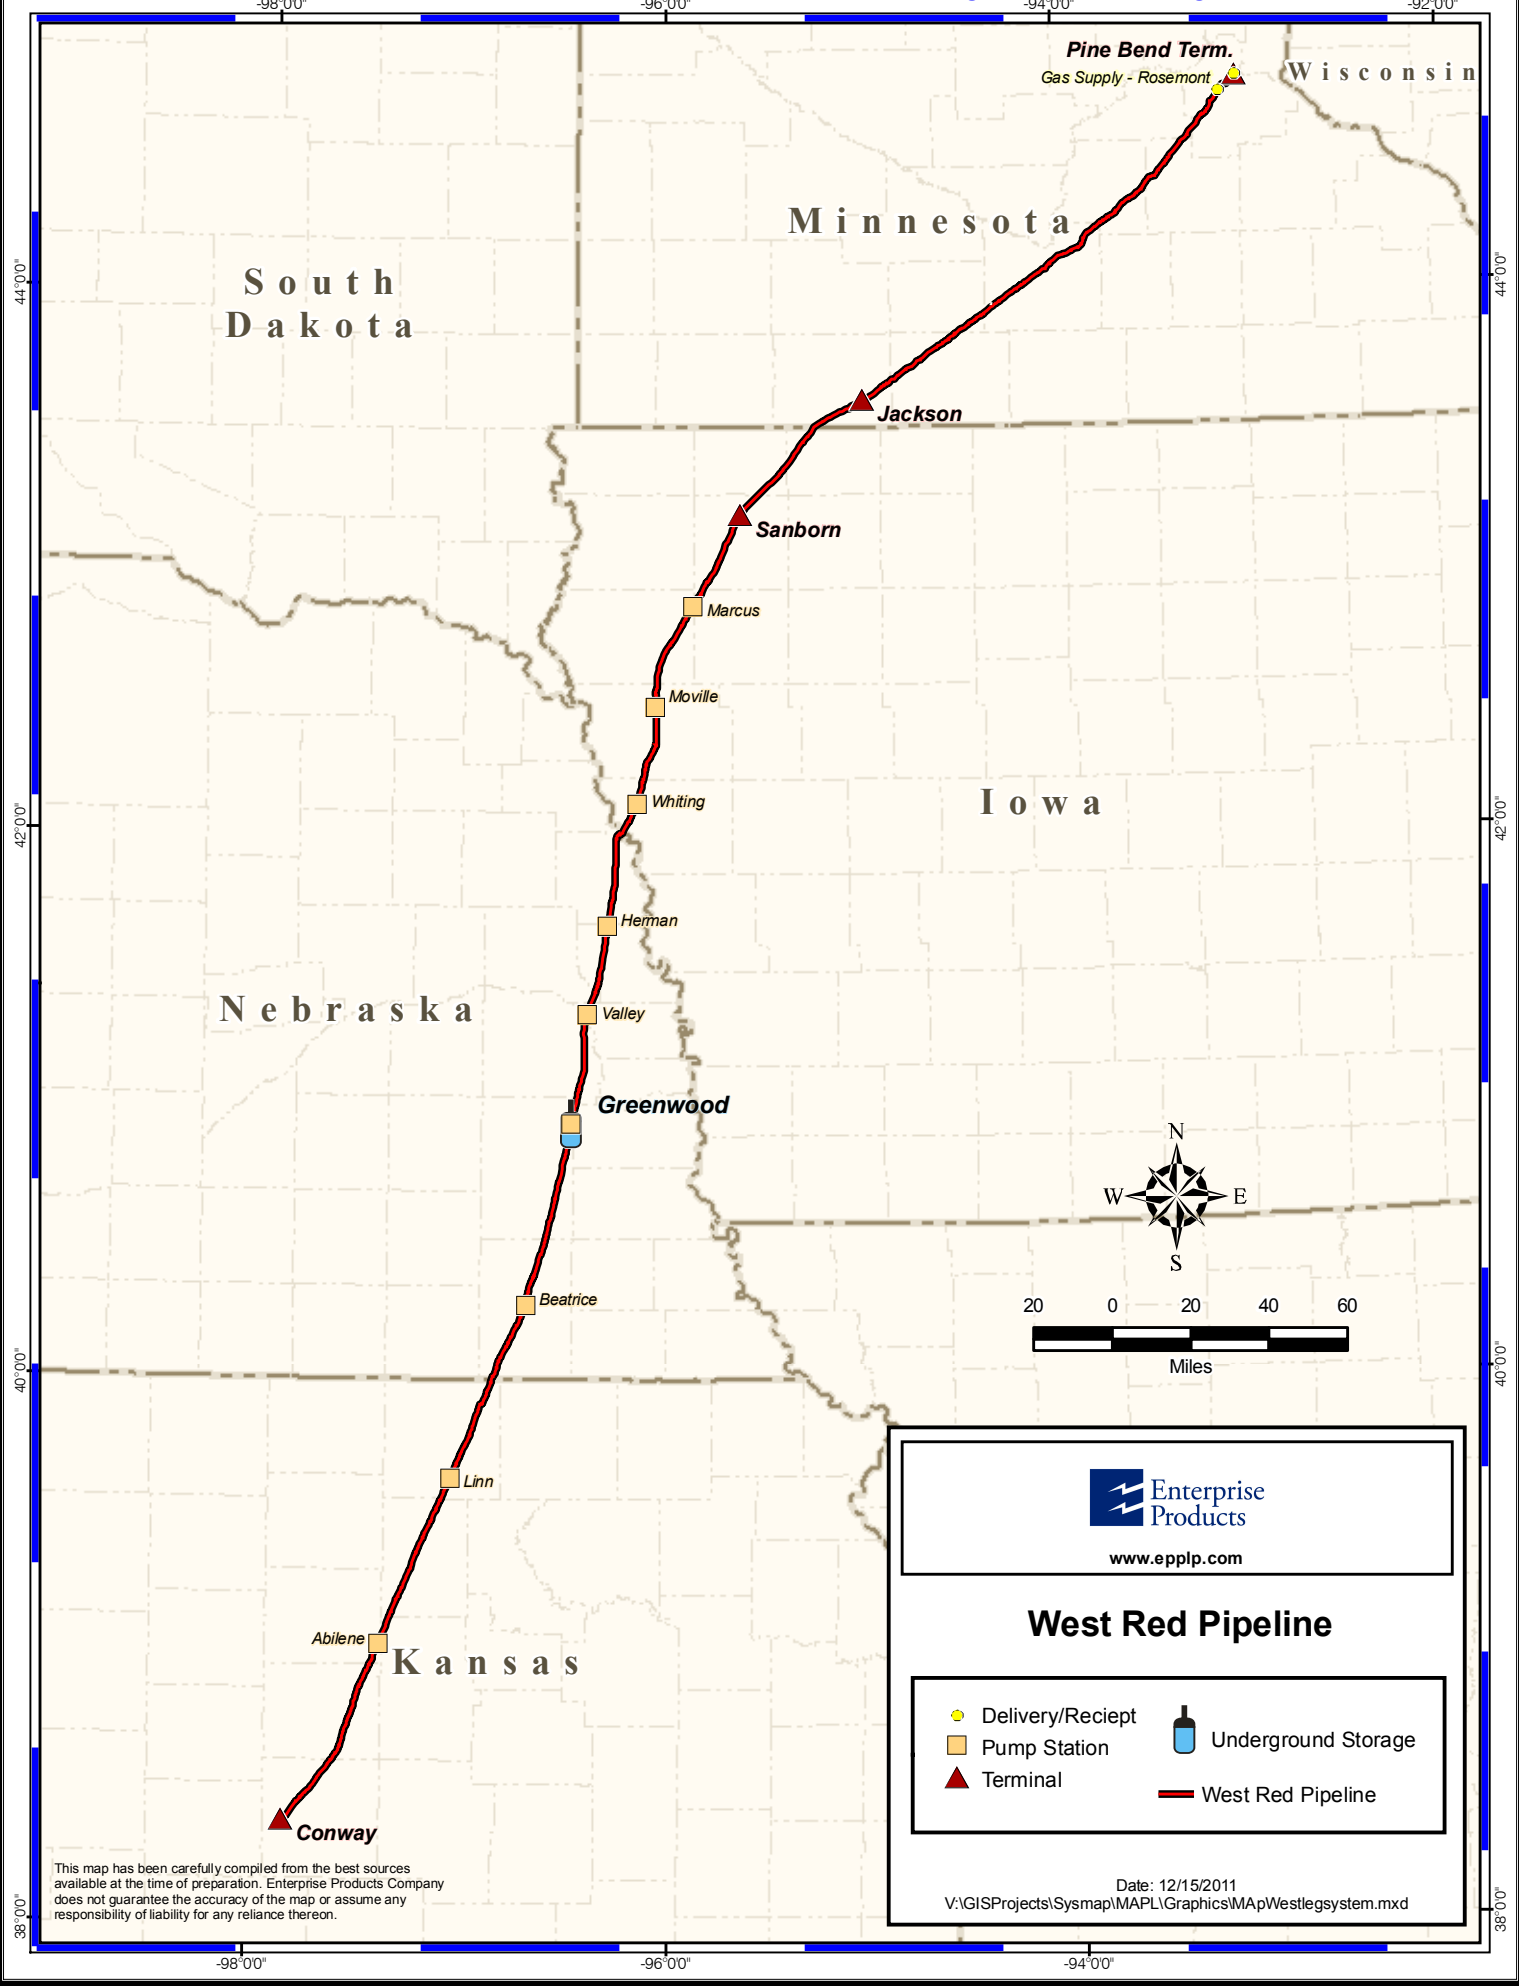 -98°0'0"
-96°0'0"
-94°0'0"
-92°0'0"
Pine Bend Term.
Gas Supply - Rosemont
Wisconsin
Minnesota
South
Dakota
44°0'0"
44°0'0"
Jackson
Sanborn
Marcus
Moville
Whiting
Iowa
42°0'0"
42°0'0"
Herman
Nebraska
Valley
Greenwood
N
W
E
S
Beatrice
20 0 20 40 60
Miles
40°0'0"
40°0'0"
Linn
Abilene
Kansas
Conway
Enterprise
Products
www.epplp.com
West Red Pipeline
Delivery/Reciept
Pump Station
Terminal
Underground Storage
West Red Pipeline
Date: 12/15/2011
V:\GISProjects\Sysmap\MAPL\Graphics\MApWestlegsystem.mxd
This map has been carefully compiled from the best sources
available at the time of preparation. Enterprise Products Company
does not guarantee the accuracy of the map or assume any
responsibility of liability for any reliance thereon.
38°0'0"
38°0'0"
-98°0'0"
-96°0'0"
-94°0'0"